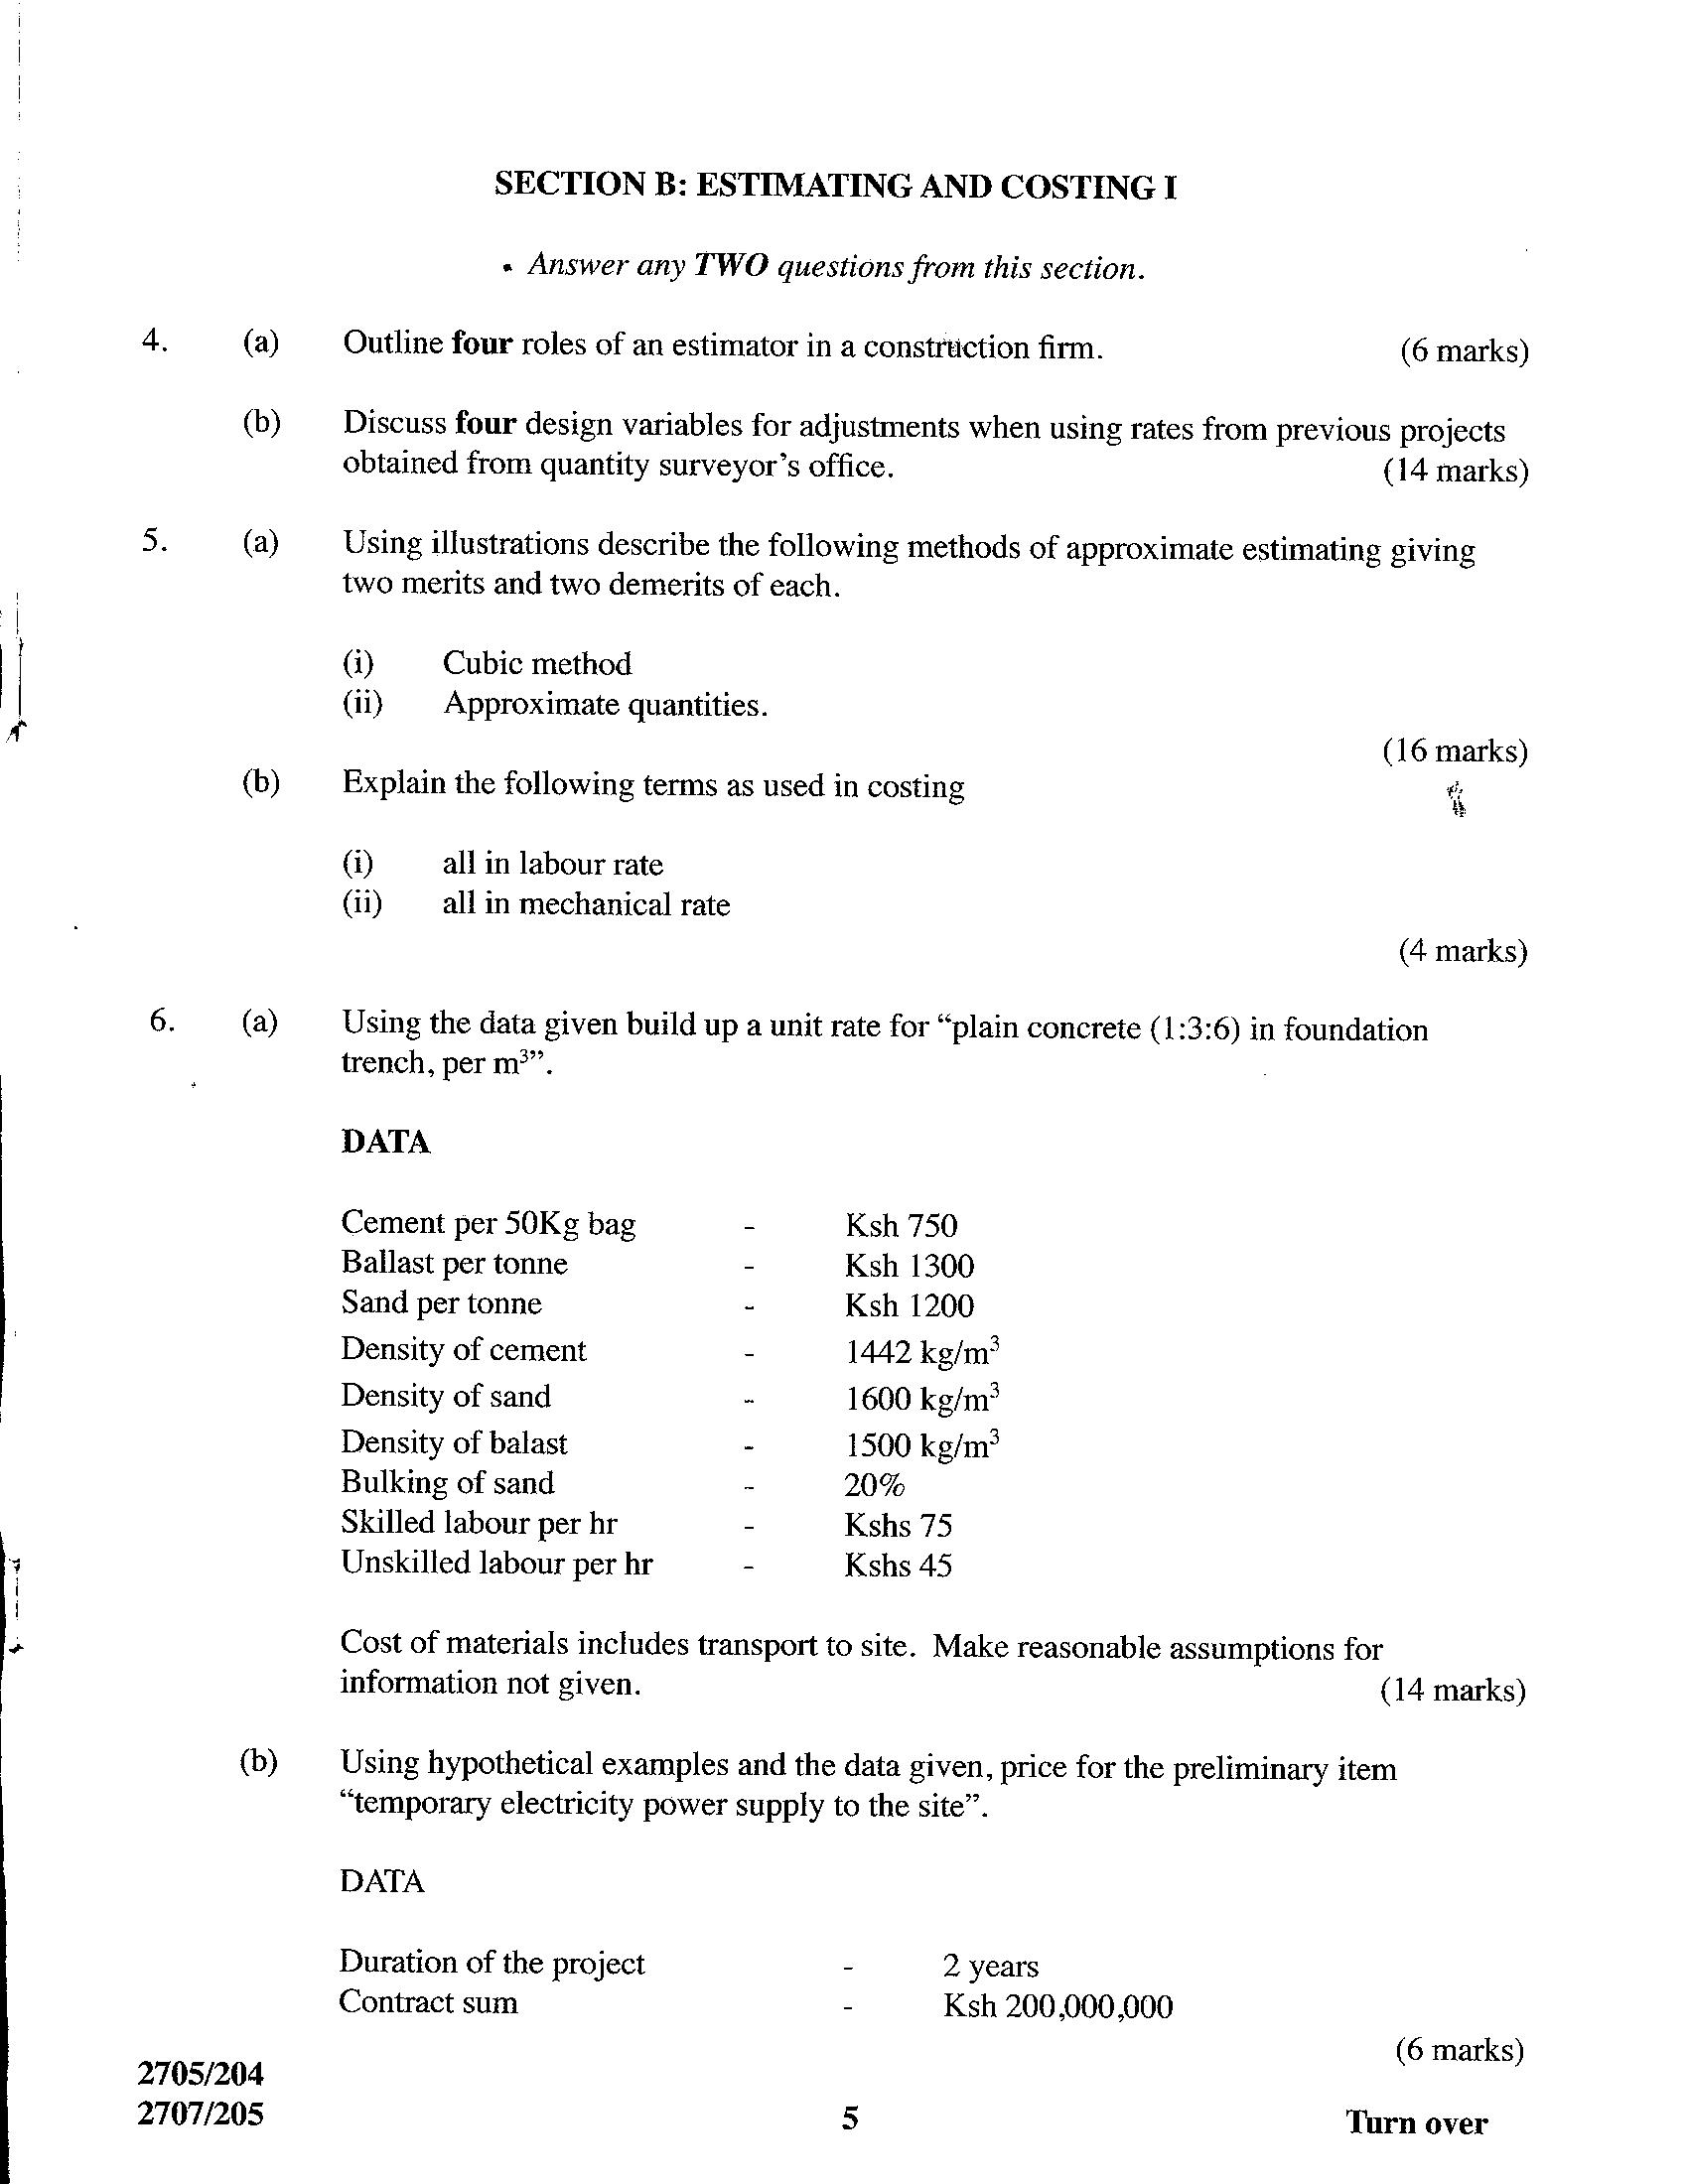 SECTION B: ESTIMATING AND COSTING I
• Answer any TWO questions from this section.
4. (a) Outline four roles of an estimator in a construction firm. (6 marks)
(b) Discuss four design variables for adjustments when using rates from previous projects
obtained from quantity surveyor's office. (14 marks)
5. (a) Using illustrations describe the following methods of approximate estimating giving
two merits and two demerits of each.
(i) Cubic method
(ii) Approximate quantities.
(16 marks)
(b) Explain the following terms as used in costing
(i) all in labour rate
(ii) all in mechanical rate
(4 marks)
6. (a) Using the data given build up a unit rate for “plain concrete (1:3:6) in foundation
trench, per m³”.
DATA
Cement per 50Kg bag - Ksh 750
Ballast per tonne - Ksh 1300
Sand per tonne - Ksh 1200
Density of cement - 1442 kg/m³
Density of sand - 1600 kg/m³
Density of balast - 1500 kg/m³
Bulking of sand - 20%
Skilled labour per hr - Kshs 75
Unskilled labour per hr - Kshs 45
Cost of materials includes transport to site. Make reasonable assumptions for
information not given. (14 marks)
(b) Using hypothetical examples and the data given, price for the preliminary item
“temporary electricity power supply to the site”.
DATA
Duration of the project - 2 years
Contract sum - Ksh 200,000,000
(6 marks)
2705/204
2707/205
5
Turn over